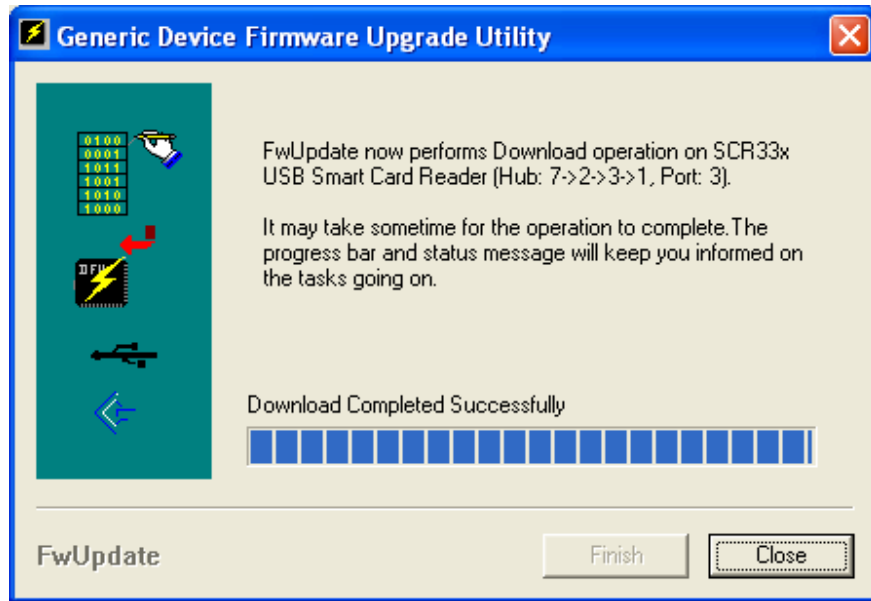 Generic Device Firmware Upgrade Utility
0100
0001
1011
1001
1010
1000
FwUpdate now performs Download operation on SCR33x
USB Smart Card Reader (Hub: 7->2->3->1, Port: 3).
It may take sometime for the operation to complete.The
progress bar and status message will keep you informed on
the tasks going on.
Download Completed Successfully
FwUpdate
Finish
Close